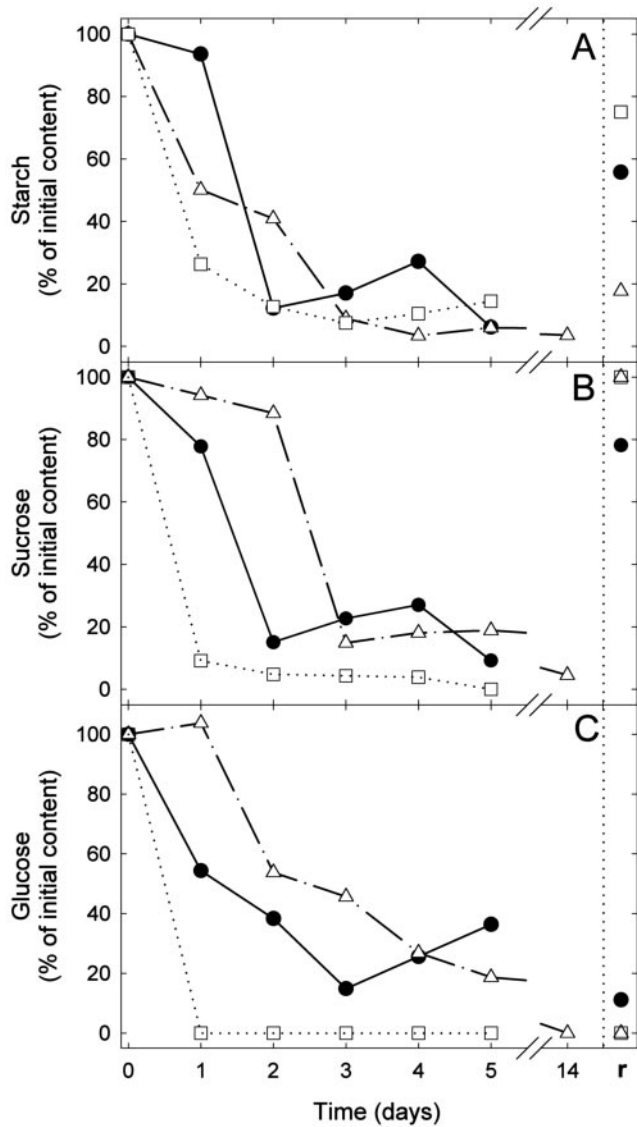 A
100
80
60
40
20
0
Starch
(% of initial content)
B
100
80
60
40
20
0
Sucrose
(% of initial content)
C
100
80
60
40
20
0
Glucose
(% of initial content)
0 1 2 3 4 5 14 r
Time (days)